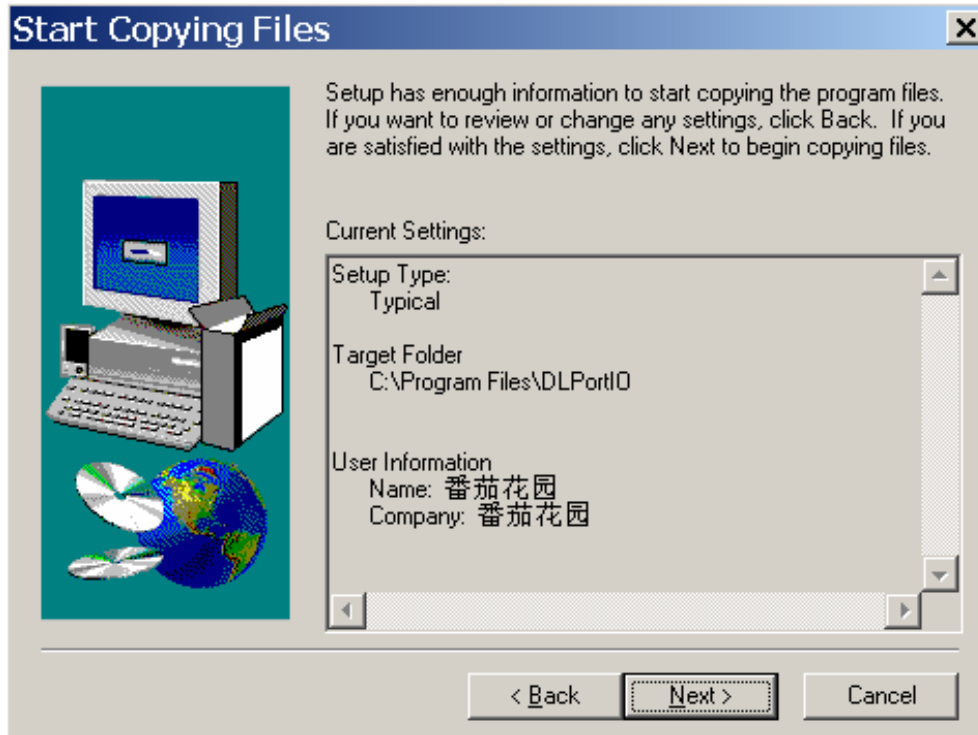 Start Copying Files
Setup has enough information to start copying the program files.
If you want to review or change any settings, click Back. If you
are satisfied with the settings, click Next to begin copying files.
Current Settings:
Setup Type:
Typical
Target Folder
C:\Program Files\DLPortIO
User Information
Name: 番茄花园
Company: 番茄花园
< Back
Next >
Cancel